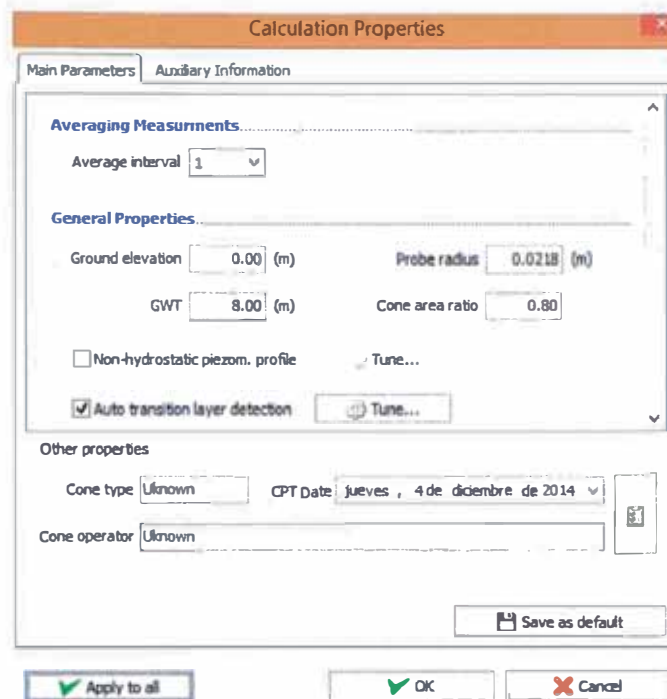 Calculation Properties
Main Parameters Auxiliary Information
Averaging Measurments
Average interval 1
General Properties
Ground elevation 0.00 (m) Probe radius 0.0218 (m)
GWT 8.00 (m) Cone area ratio 0.80
Non-hydrostatic piezom. profile Tune...
Auto transition layer detection Tune...
Other properties
Cone type Uknown CPT Date jueves , 4 de diciembre de 2014
Cone operator Uknown
Save as default
Apply to all OK Cancel